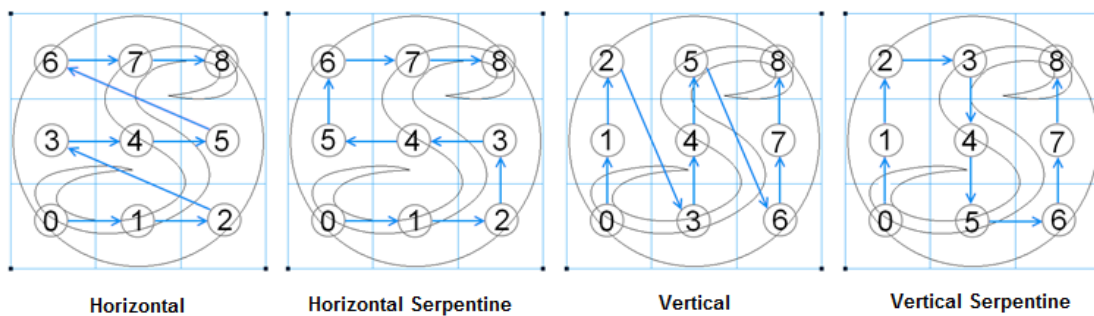 6 7 8
3 4 5
0 1 2
Horizontal
6 7 8
5 4 3
0 1 2
Horizontal Serpentine
2 5 8
1 4 7
0 3 6
Vertical
2 3 8
1 4 7
0 5 6
Vertical Serpentine